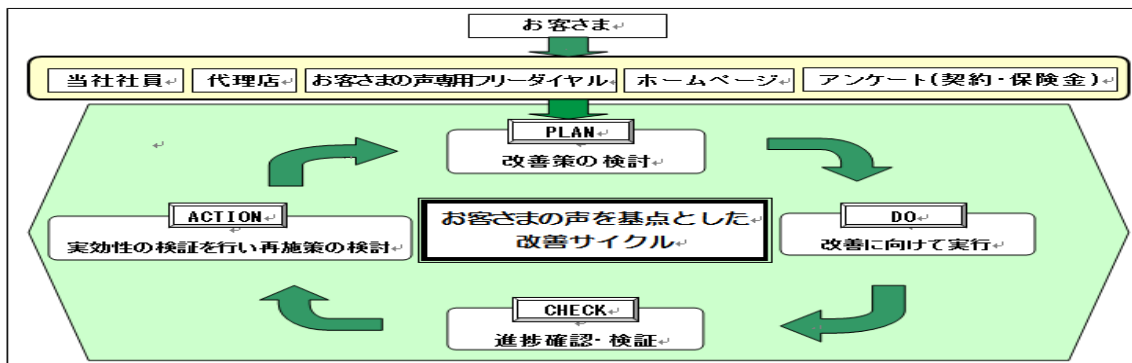 お客さま
当社社員
代理店
お客さまの声専用フリーダイヤル
ホームページ
アンケート(契約・保険金)
PLAN
改善策の検討
ACTION
実効性の検証を行い再施策の検討
お客さまの声を基点とした
改善サイクル
DO
改善に向けて実行
CHECK
進捗確認・検証